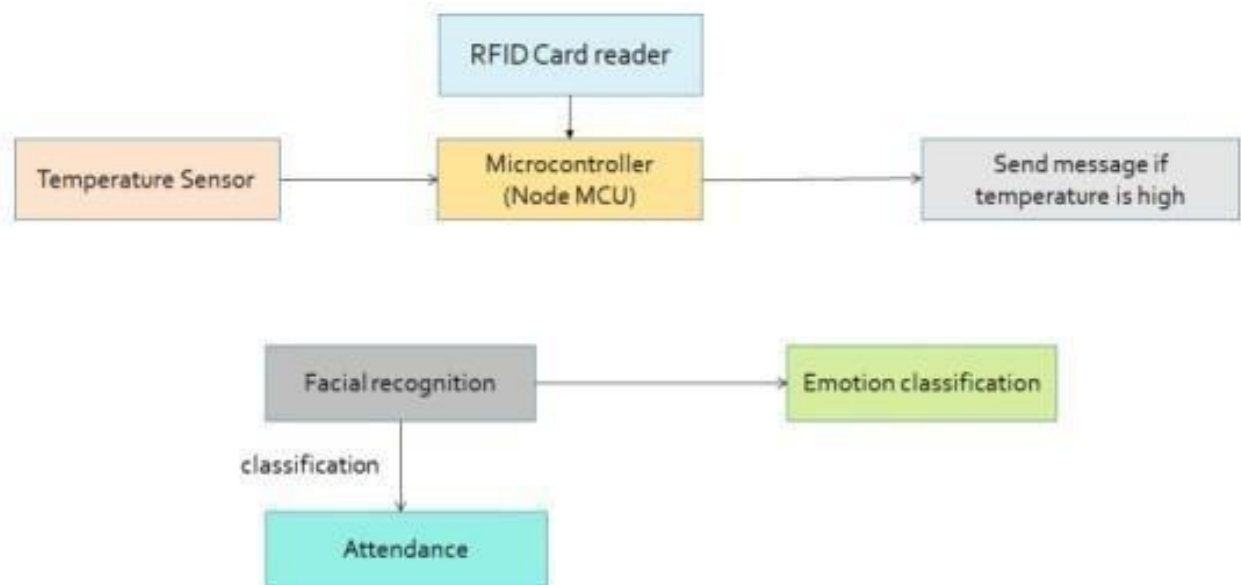 RFID Card reader
Temperature Sensor
Microcontroller
(Node MCU)
Send message if
temperature is high
Facial recognition
Emotion classification
classification
Attendance